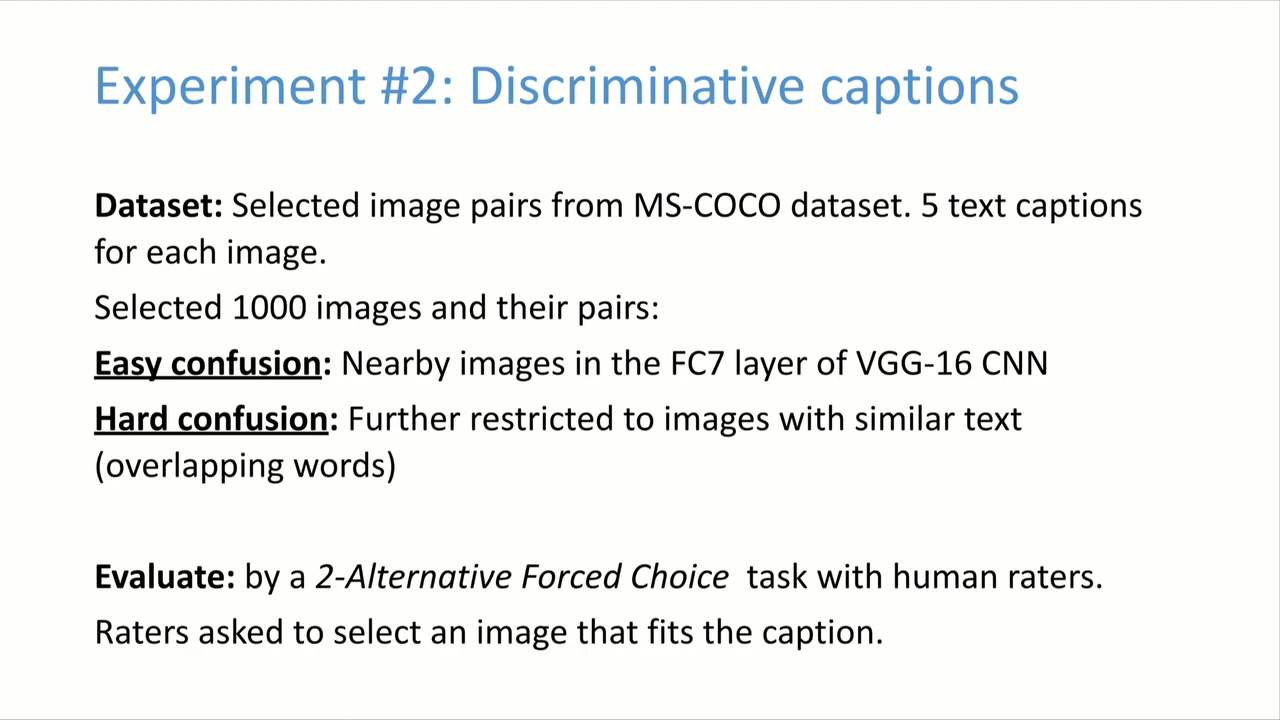 Experiment #2: Discriminative captions
Dataset: Selected image pairs from MS-COCO dataset. 5 text captions
for each image.
Selected 1000 images and their pairs:
Easy confusion: Nearby images in the FC7 layer of VGG-16 CNN
Hard confusion: Further restricted to images with similar text
(overlapping words)
Evaluate: by a 2-Alternative Forced Choice task with human raters.
Raters asked to select an image that fits the caption.